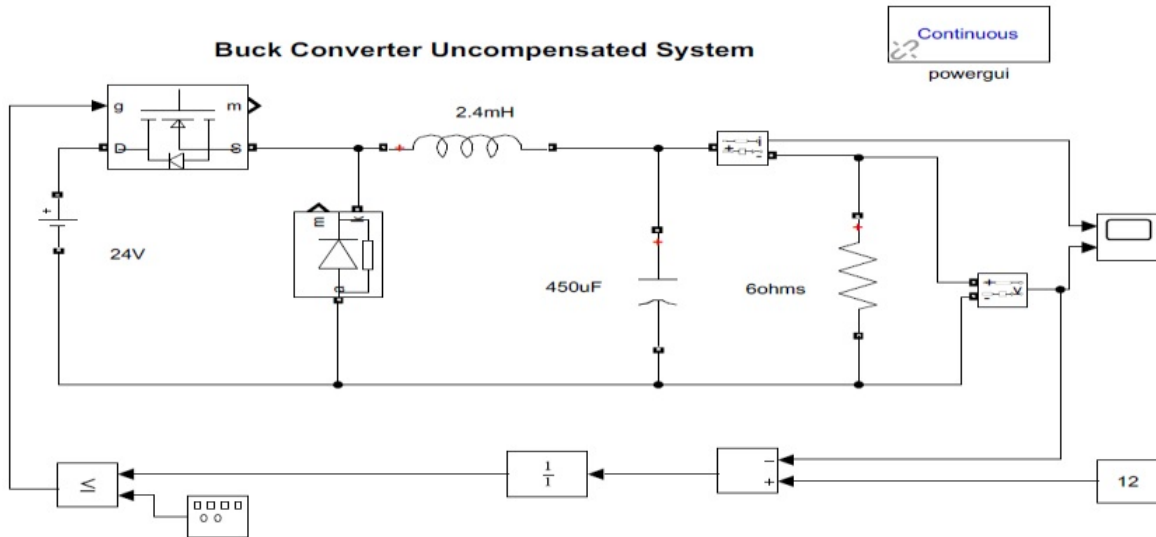 Continuous
Buck Converter Uncompensated System
powergui
g
m
2.4mH
D
S
+
+
-
+
m
k
24V
+
450uF
6ohms
+
-
v
a
1
1
−
+
≤
12